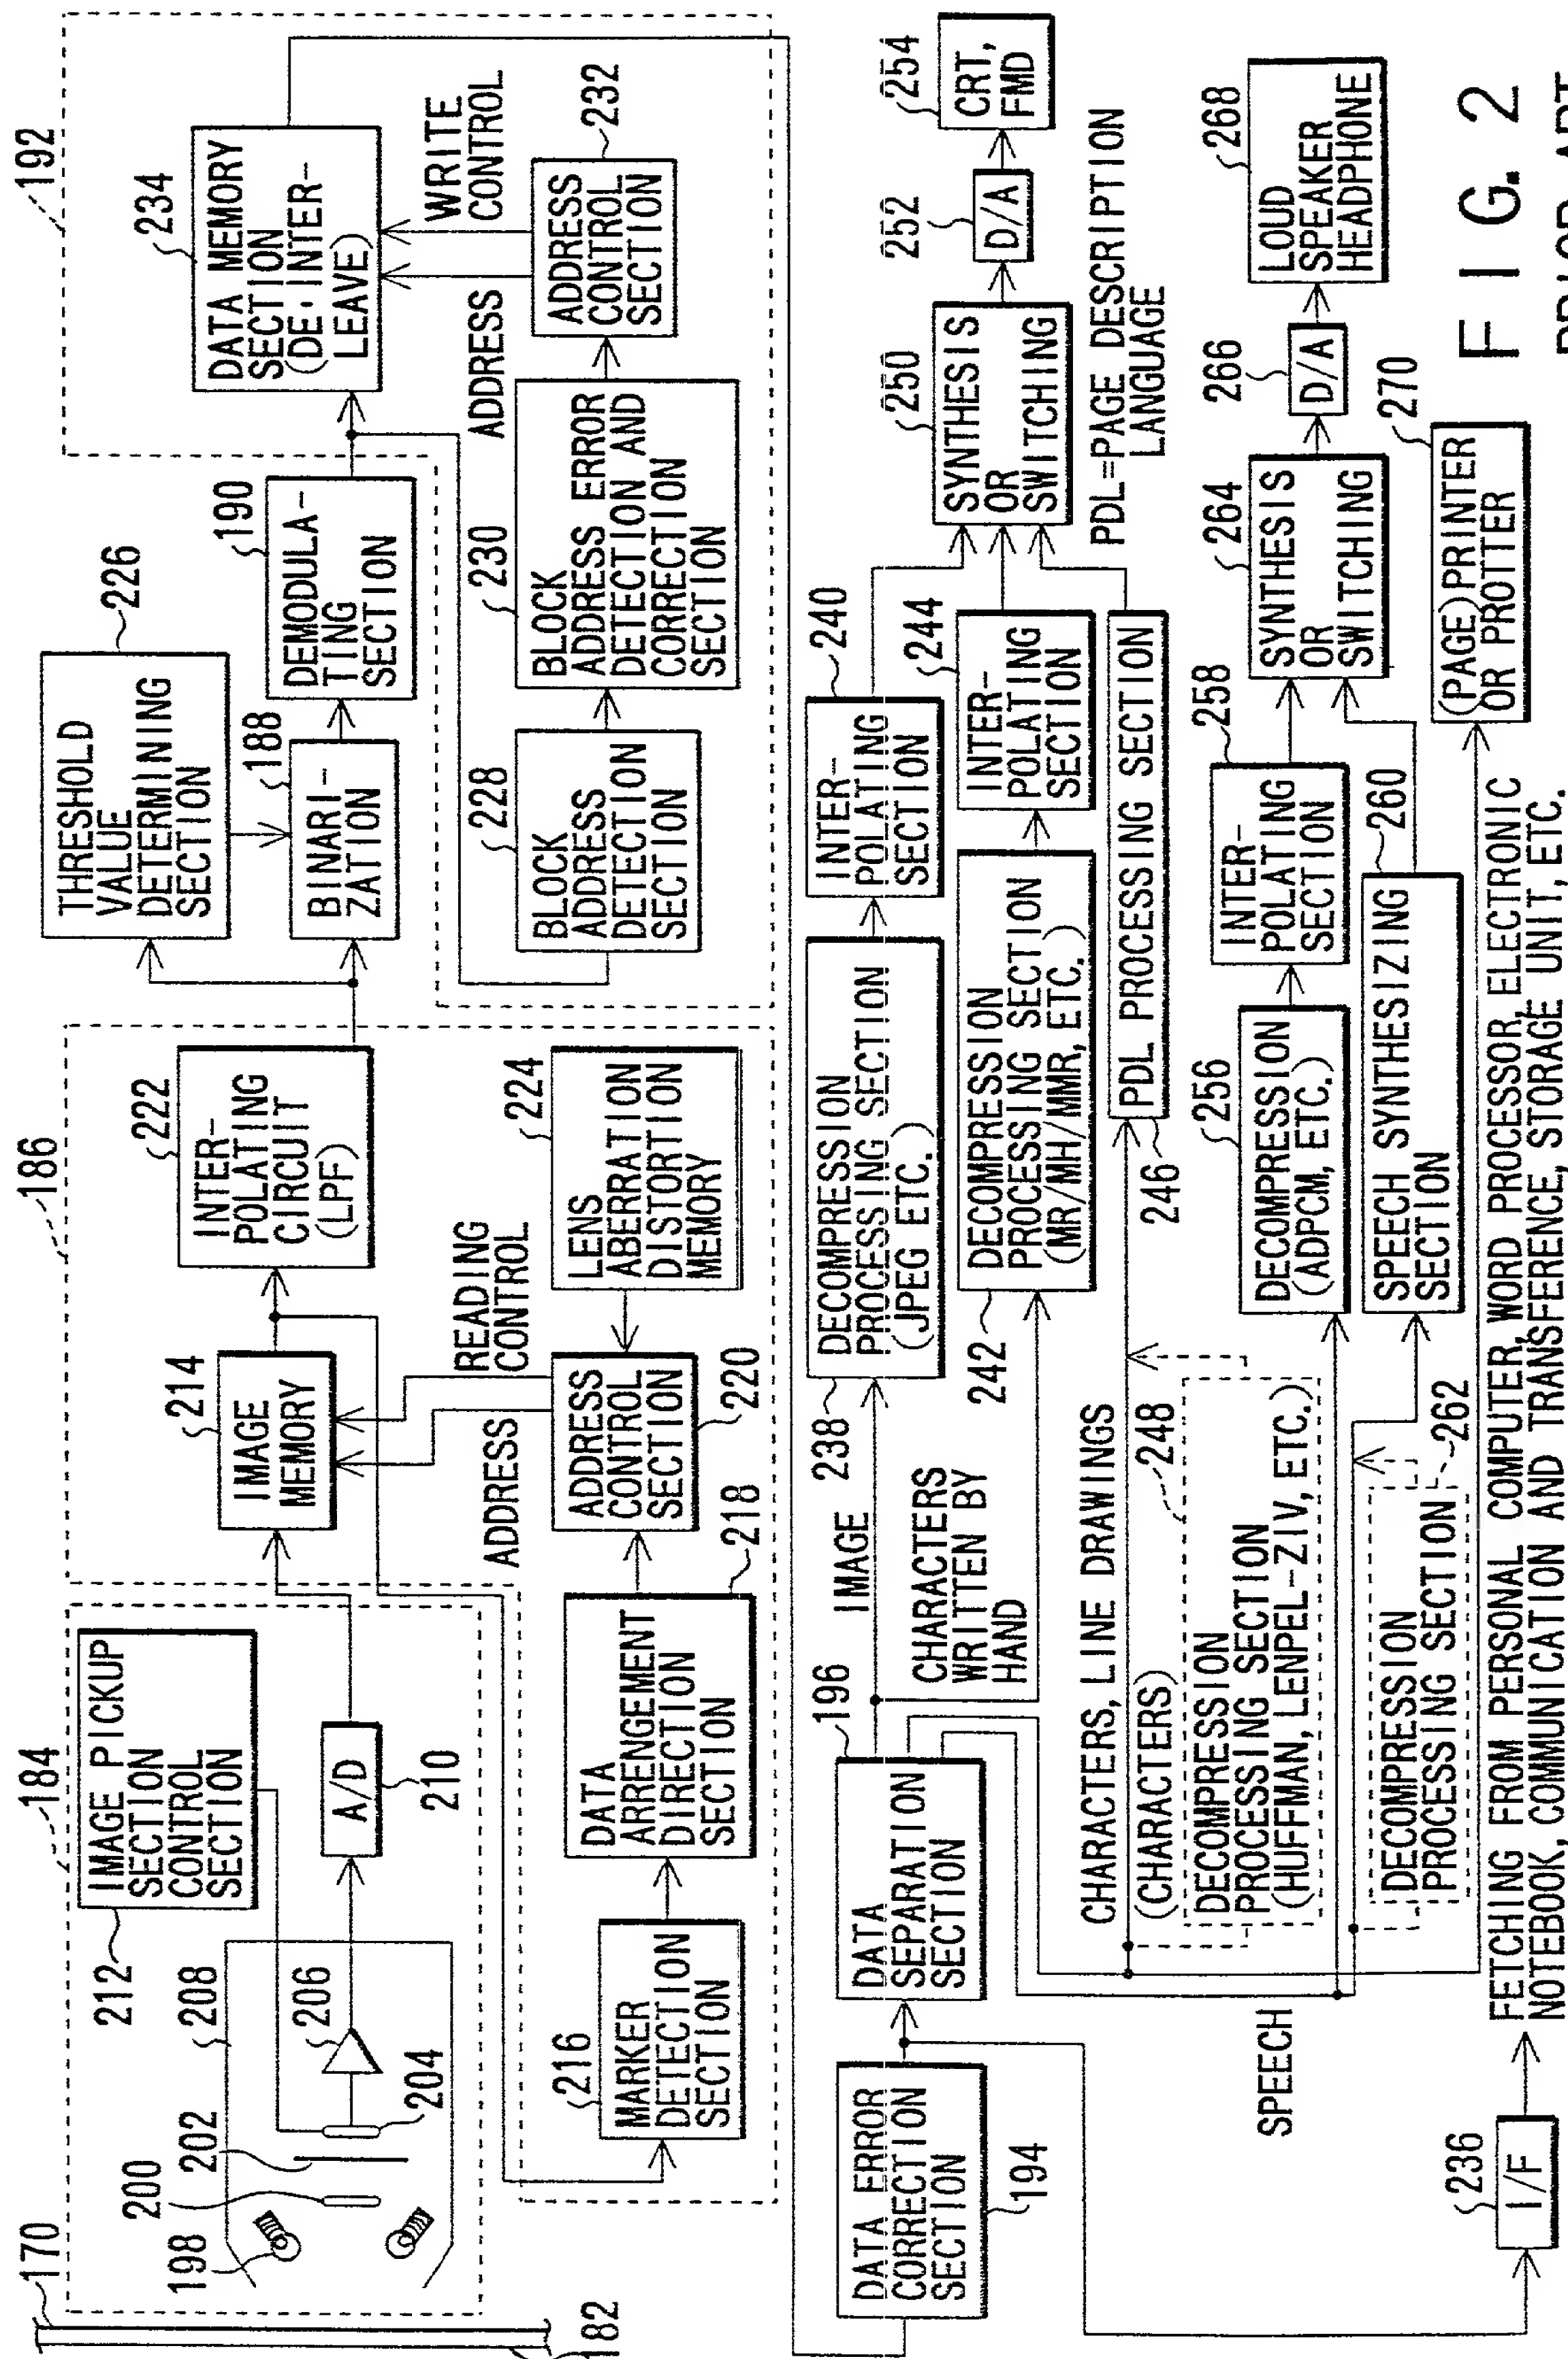 170
182
184
198
200
202
204
206
208
212
IMAGE PICKUP
SECTION
CONTROL
SECTION
A/D
210
186
214
IMAGE
MEMORY
222
INTER-
POLATING
CIRCUIT
(LPF)
READING
CONTROL
ADDRESS
216
MARKER
DETECTION
SECTION
DATA
ARRENGEMENT
DIRECTION
SECTION
218
ADDRESS
CONTROL
SECTION
220
224
LENS
ABERRATION
DISTORTION
MEMORY
THRESHOLD
VALUE
DETERMINING
SECTION
226
188
BINARI-
ZATION
190
DEMODULA-
TING
SECTION
192
234
DATA MEMORY
SECTION
(DE-INTER-
LEAVE)
WRITE
CONTROL
ADDRESS
228
BLOCK
ADDRESS
DETECTION
SECTION
230
BLOCK
ADDRESS ERROR
DETECTION AND
CORRECTION
SECTION
232
ADDRESS
CONTROL
SECTION
DATA ERROR
CORRECTION
SECTION
194
196
DATA
SEPARATION
SECTION
IMAGE
238
DECOMPRESSION
PROCESSING SECTION
(JPEG ETC.)
240
INTER-
POLATING
SECTION
CHARACTERS
WRITTEN BY
HAND
242
DECOMPRESSION
PROCESSING SECTION
(MR/MH/MMR, ETC.)
244
INTER-
POLATING
SECTION
250
SYNTHESIS
OR
SWITCHING
252
D/A
254
CRT,
FMD
CHARACTERS, LINE DRAWINGS
(CHARACTERS)
248
DECOMPRESSION
PROCESSING SECTION
(HUFFMAN, LENPEL-ZIV, ETC.)
246
PDL PROCESSING SECTION
PDL=PAGE DESCRIPTION
LANGUAGE
SPEECH
256
DECOMPRESSION
(ADPCM, ETC.)
258
INTER-
POLATING
SECTION
264
SYNTHESIS
OR
SWITCHING
266
D/A
268
LOUD
SPEAKER
HEADPHONE
262
DECOMPRESSION
PROCESSING SECTION
260
SPEECH SYNTHESIZING
SECTION
270
(PAGE)PRINTER
OR PROTTER
236
I/F
FETCHING FROM PERSONAL COMPUTER, WORD PROCESSOR, ELECTRONIC
NOTEBOOK, COMMUNICATION AND TRANSFERENCE, STORAGE UNIT, ETC.
FIG. 2
PRIOR ART